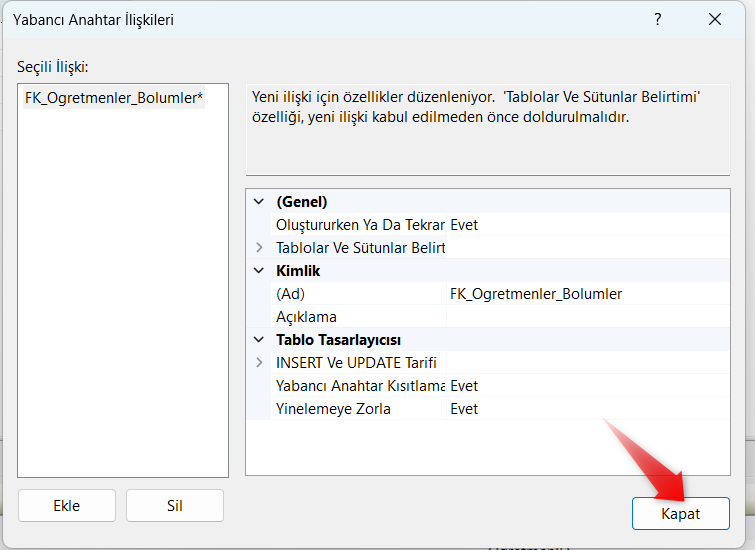 Yabancı Anahtar İlişkileri
?
Seçili İlişki:
FK_Ogretmenler_Bolumler*
Yeni ilişki için özellikler düzenleniyor. 'Tablolar Ve Sütunlar Belirtimi'
özelliği, yeni ilişki kabul edilmeden önce doldurulmalıdır.
(Genel)
Oluştururken Ya Da Tekrar Evet
Tablolar Ve Sütunlar Belirt
Kimlik
(Ad) FK_Ogretmenler_Bolumler
Açıklama
Tablo Tasarlayıcısı
INSERT Ve UPDATE Tarifi
Yabancı Anahtar Kısıtlama Evet
Yinelemeye Zorla Evet
Ekle Sil
Kapat